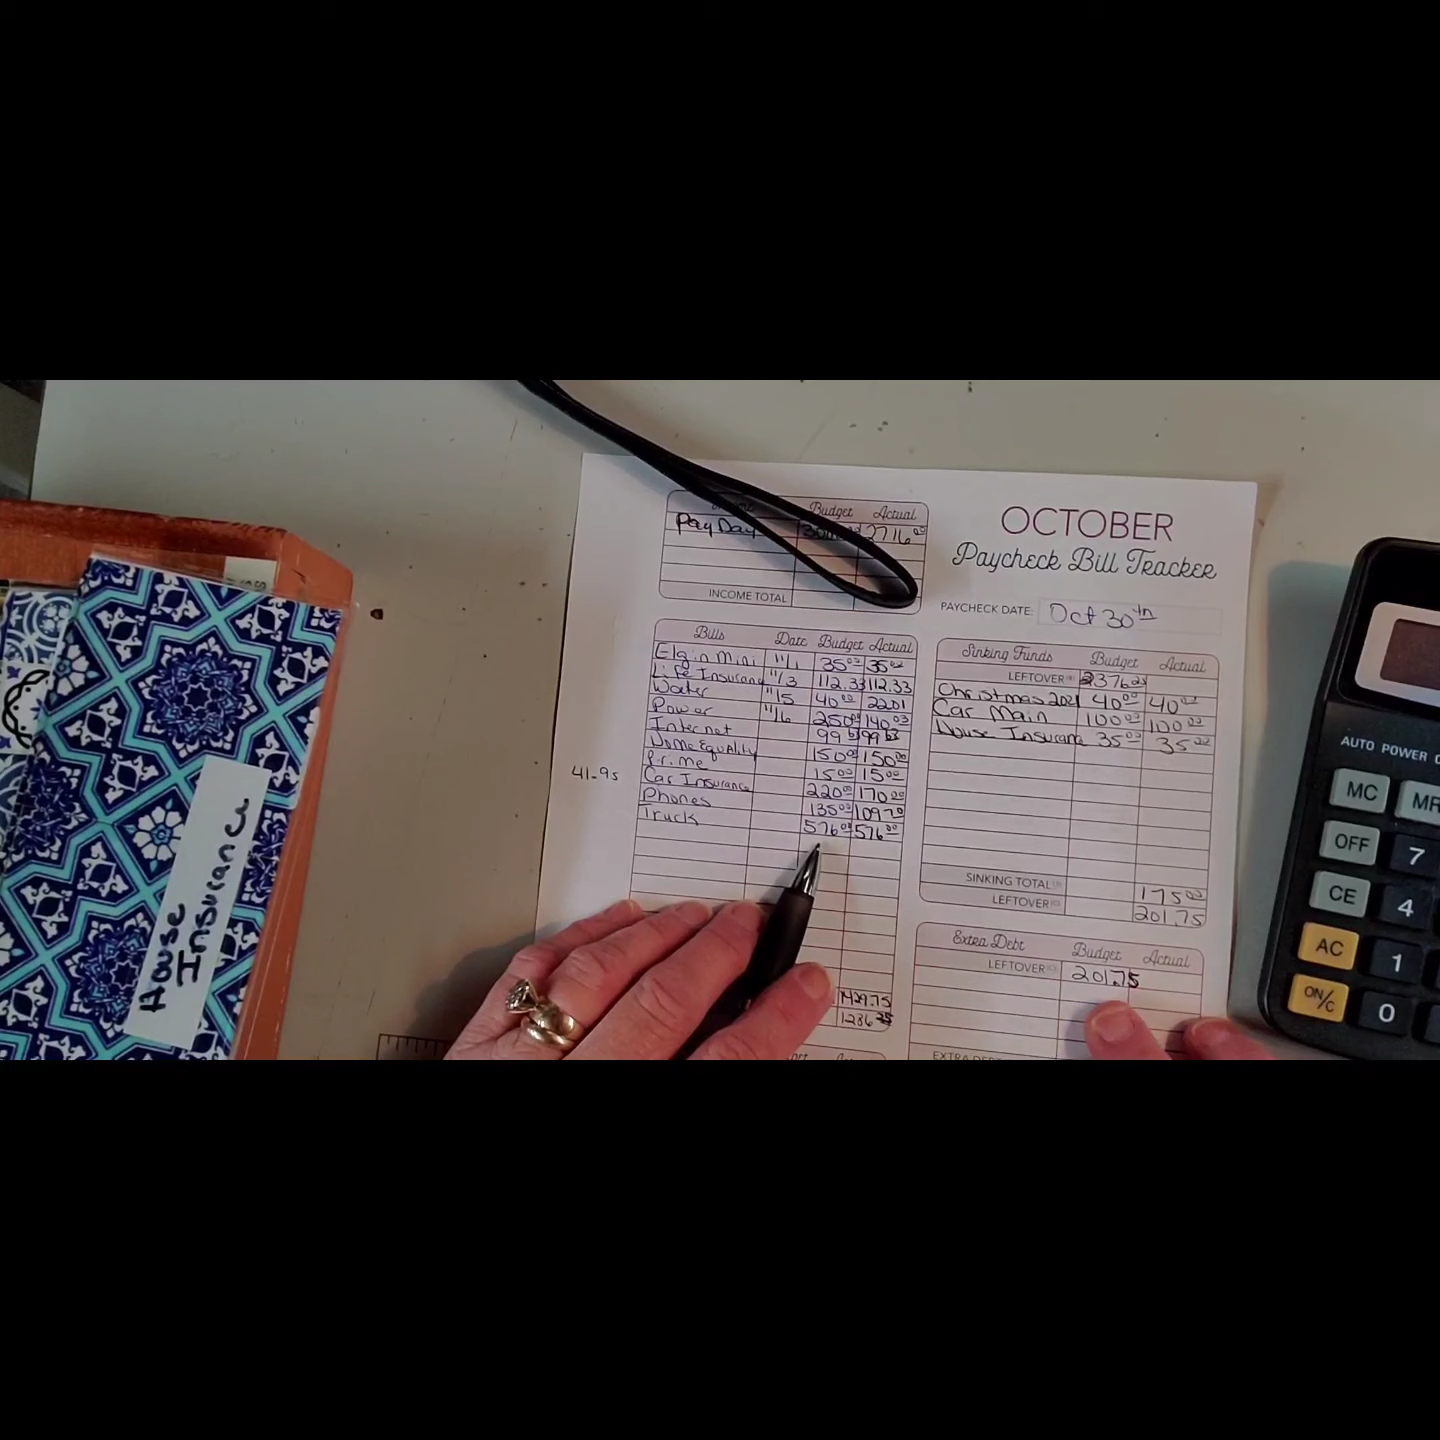 OCTOBER
Paycheck Bill Tracker
PAYCHECK DATE: Oct 30th
Budget Actual
Pay Day 2716 00
INCOME TOTAL
Bills Date Budget Actual
Elgin Mini 11/1 35 00 35 00
Life Insurance 11/3 112.33 112.33
Water 11/5 40 00 22.01
Power 11/6 250 00 140 03
Internet 99 63 99 63
Home Equality 150 00 150 00
Prime 15 00 15 00
41-95
Car Insurance 220 00 170 00
Phones 135 00 109 70
Truck 576 00 576 00
1429.75
1286 25
Sinking Funds Budget Actual
LEFTOVER 376
Christmas 2021 40 00 40 00
Car Main 100 00 100 00
House Insurance 35 00 35 00
SINKING TOTAL 175 00
LEFTOVER 201.75
Extra Debt Budget Actual
LEFTOVER 201.75
House
Insurance
AUTO POWER
MC MR
OFF 7
CE 4
AC 1
ON/C 0